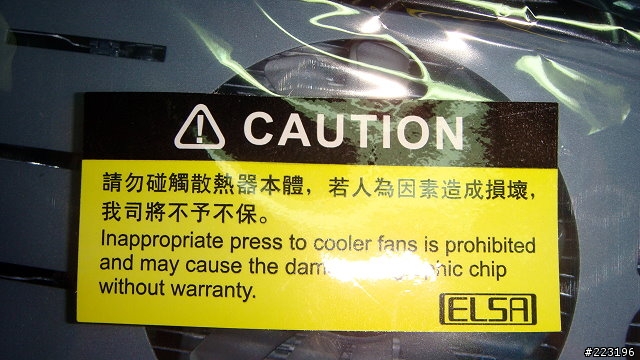 CAUTION
請勿碰觸散熱器本體，若人為因素造成損壞，
我司將不予不保。
Inappropriate press to cooler fans is prohibited
and may cause the chip
without warranty.
ELSA
#223196